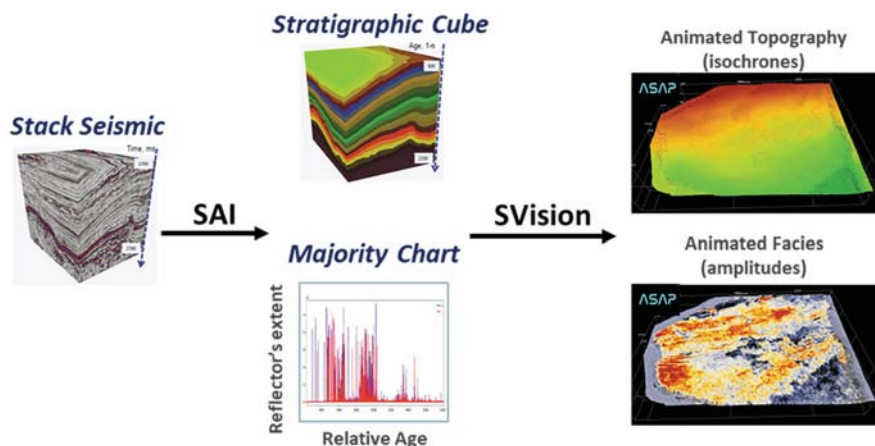 Stratigraphic Cube
Age, 1-n
Animated Topography
(isochrones)
ASAP
Stack Seismic
Time, ms
SAI
SVision
Majority Chart
Reflector's extent
Relative Age
Animated Facies
(amplitudes)
ASAP